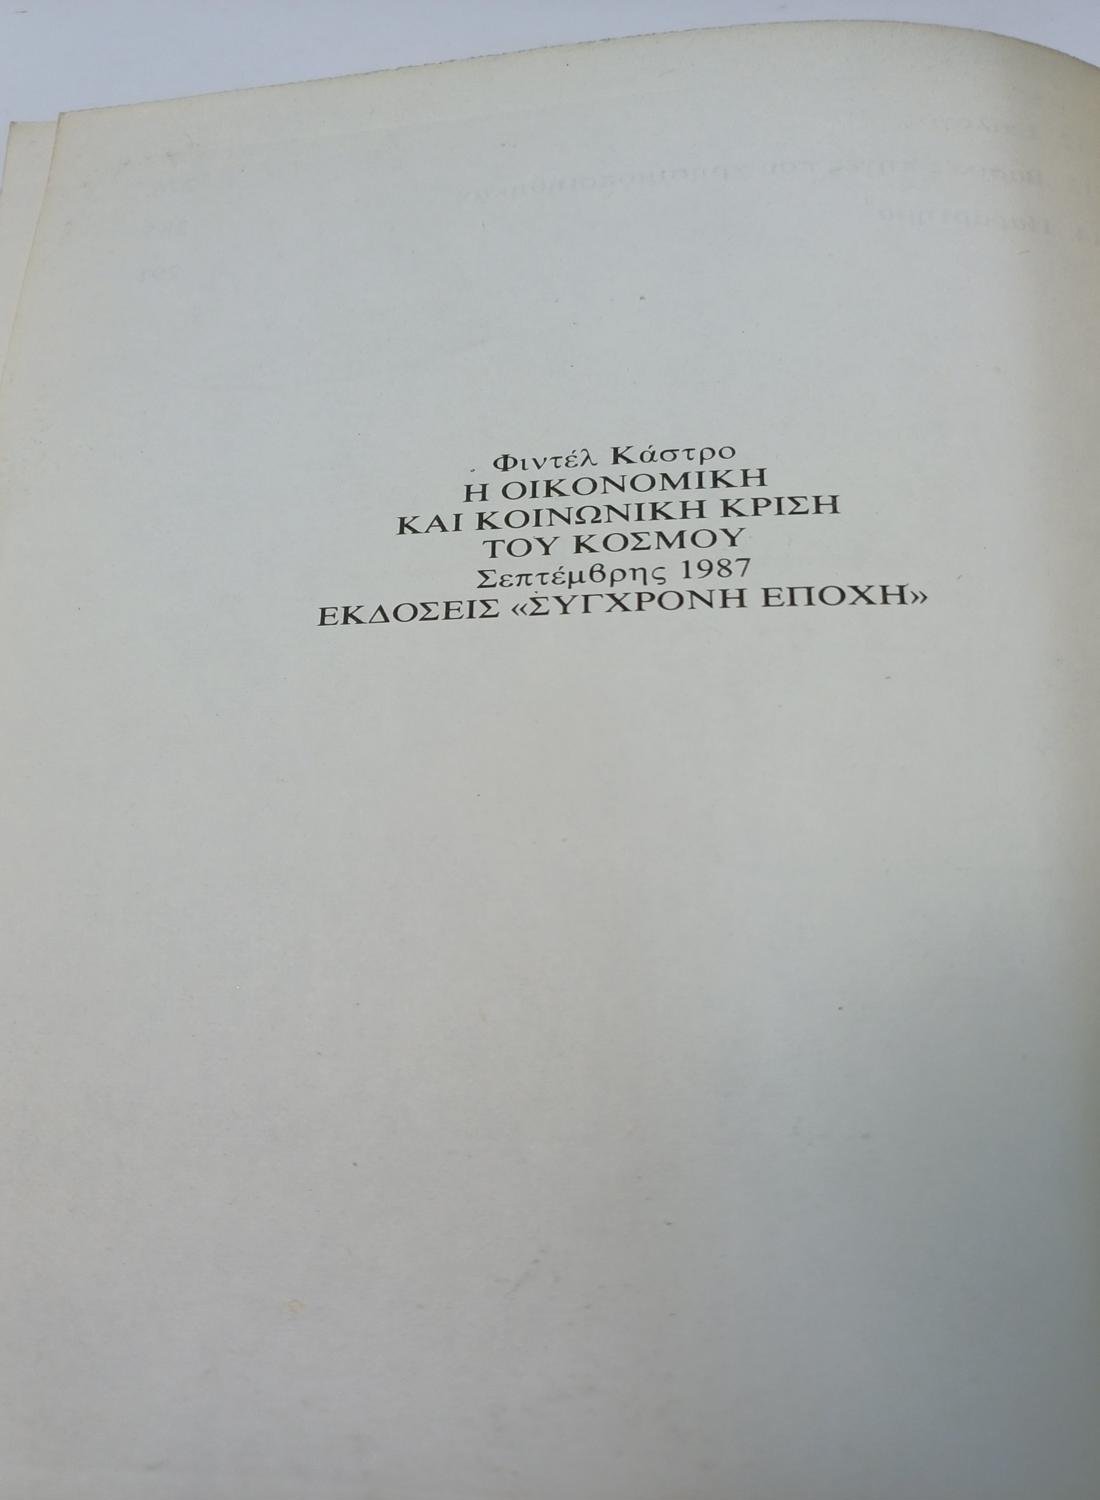 Φιντέλ Κάστρο
Η ΟΙΚΟΝΟΜΙΚΗ
ΚΑΙ ΚΟΙΝΩΝΙΚΗ ΚΡΙΣΗ
ΤΟΥ ΚΟΣΜΟΥ
Σεπτέμβρης 1987
ΕΚΔΟΣΕΙΣ «ΣΥΓΧΡΟΝΗ ΕΠΟΧΗ»